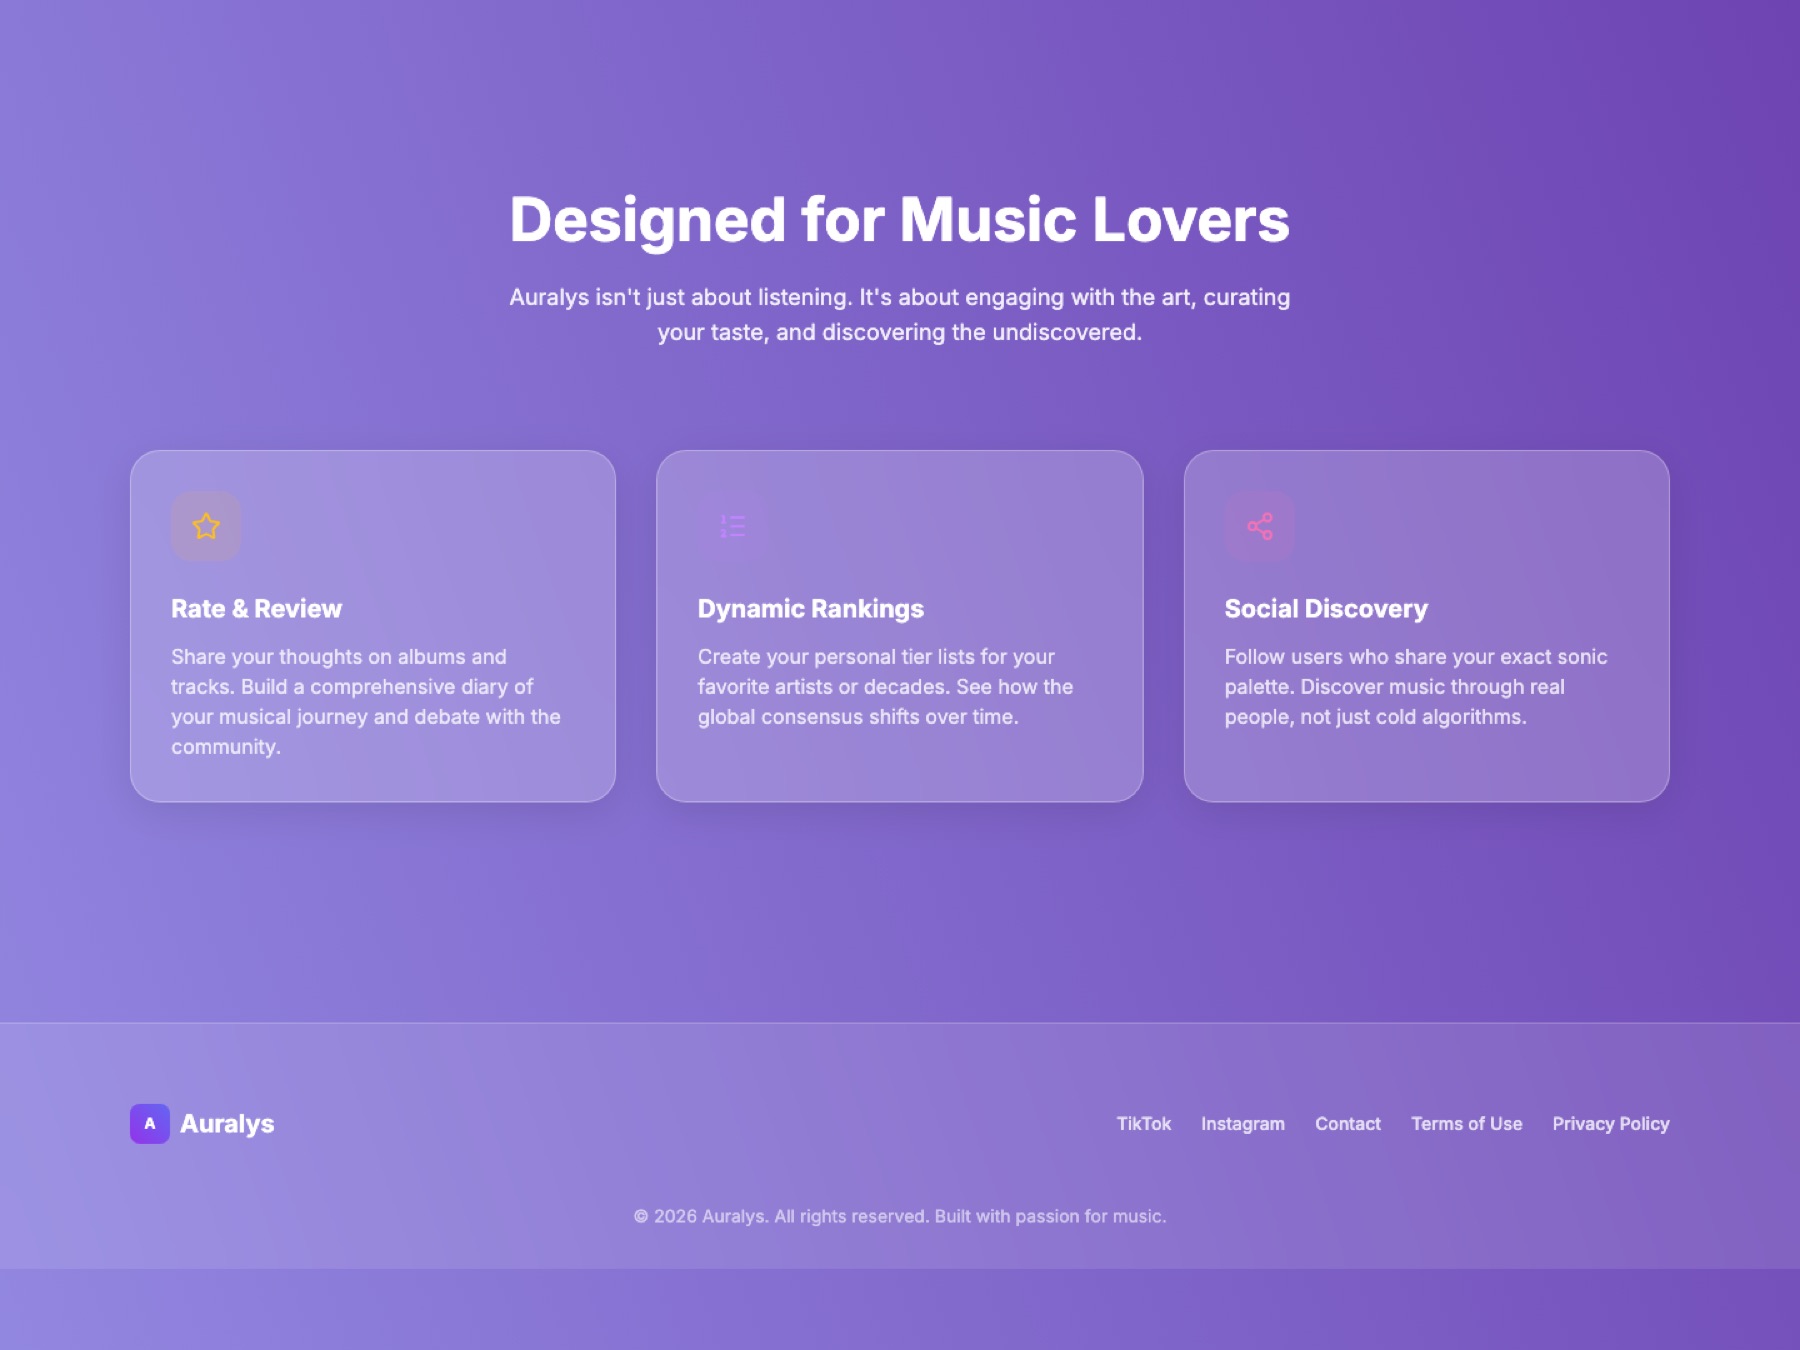 Designed for Music Lovers
Auralys isn't just about listening. It's about engaging with the art, curating
your taste, and discovering the undiscovered.
1
2
Rate & Review
Share your thoughts on albums and
tracks. Build a comprehensive diary of
your musical journey and debate with the
community.
Dynamic Rankings
Create your personal tier lists for your
favorite artists or decades. See how the
global consensus shifts over time.
Social Discovery
Follow users who share your exact sonic
palette. Discover music through real
people, not just cold algorithms.
A Auralys
TikTok Instagram Contact Terms of Use Privacy Policy
© 2026 Auralys. All rights reserved. Built with passion for music.